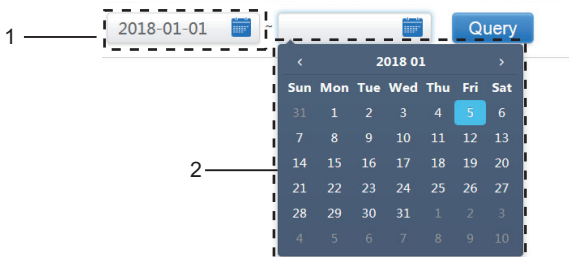 1 2018-01-01 ~ Query
‹ 2018 01 ›
Sun Mon Tue Wed Thu Fri Sat
31 1 2 3 4 5 6
7 8 9 10 11 12 13
2 14 15 16 17 18 19 20
21 22 23 24 25 26 27
28 29 30 31 1 2 3
4 5 6 7 8 9 10